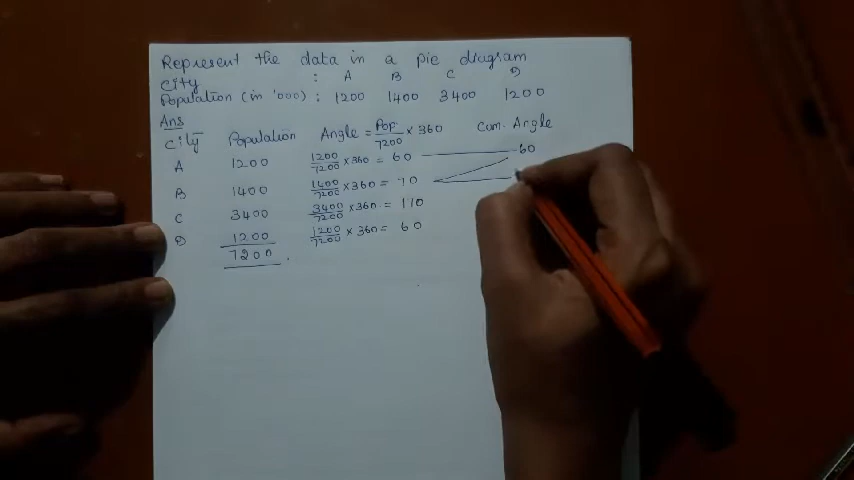 Represent the data in a pie diagram
City : A B C D
Population (in '000) : 1200 1400 3400 1200
Ans
City Population Angle = Pop./7200 × 360 Cum. Angle
A 1200 1200/7200 × 360 = 60 60
B 1400 1400/7200 × 360 = 70
C 3400 3400/7200 × 360 = 110
D 1200 1200/7200 × 360 = 60
7200